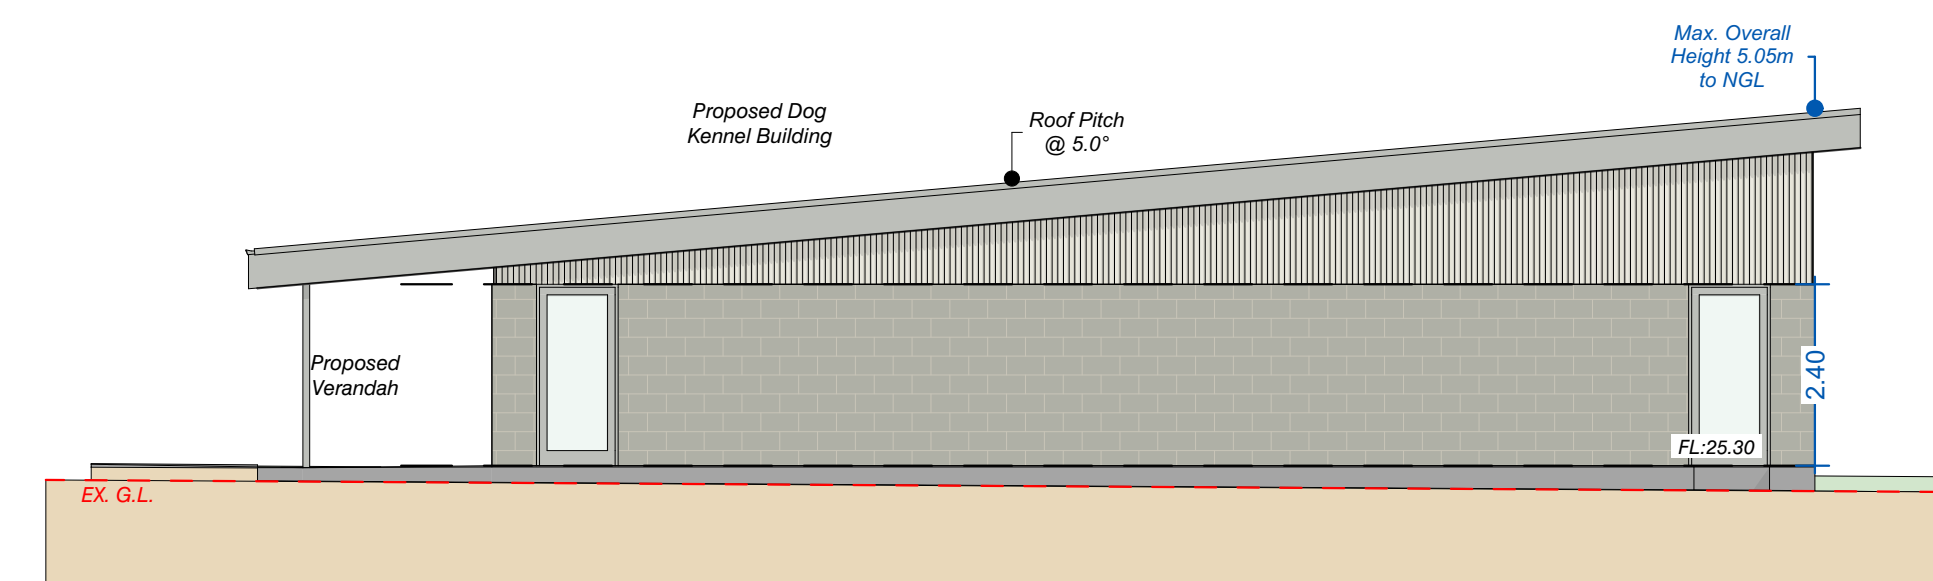 Max. Overall
Height 5.05m
to NGL
Proposed Dog
Kennel Building
Roof Pitch
@ 5.0°
Proposed
Verandah
2.40
FL:25.30
EX. G.L.